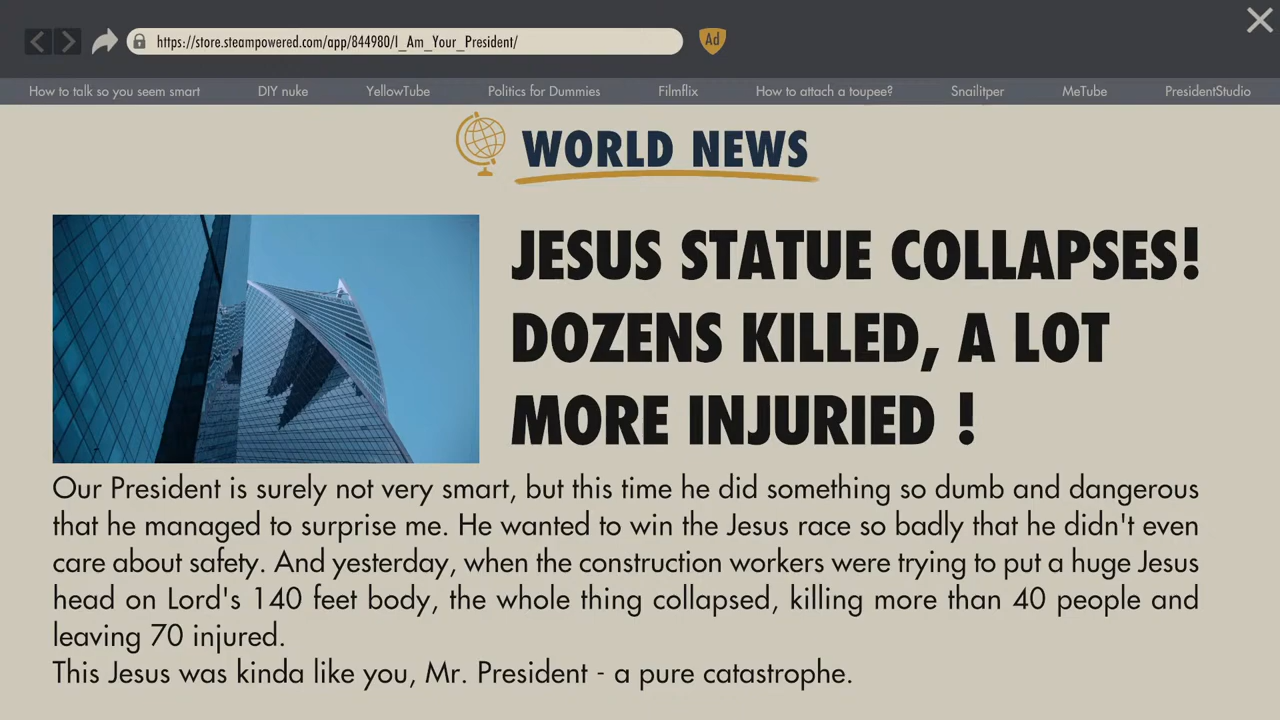 https://store.steampowered.com/app/844980/I_Am_Your_President/
Ad
How to talk so you seem smart DIY nuke YellowTube Politics for Dummies Filmflix How to attach a toupee? Snailitper MeTube PresidentStudio
WORLD NEWS
JESUS STATUE COLLAPSES!
DOZENS KILLED, A LOT
MORE INJURIED !
Our President is surely not very smart, but this time he did something so dumb and dangerous
that he managed to surprise me. He wanted to win the Jesus race so badly that he didn't even
care about safety. And yesterday, when the construction workers were trying to put a huge Jesus
head on Lord's 140 feet body, the whole thing collapsed, killing more than 40 people and
leaving 70 injured.
This Jesus was kinda like you, Mr. President - a pure catastrophe.